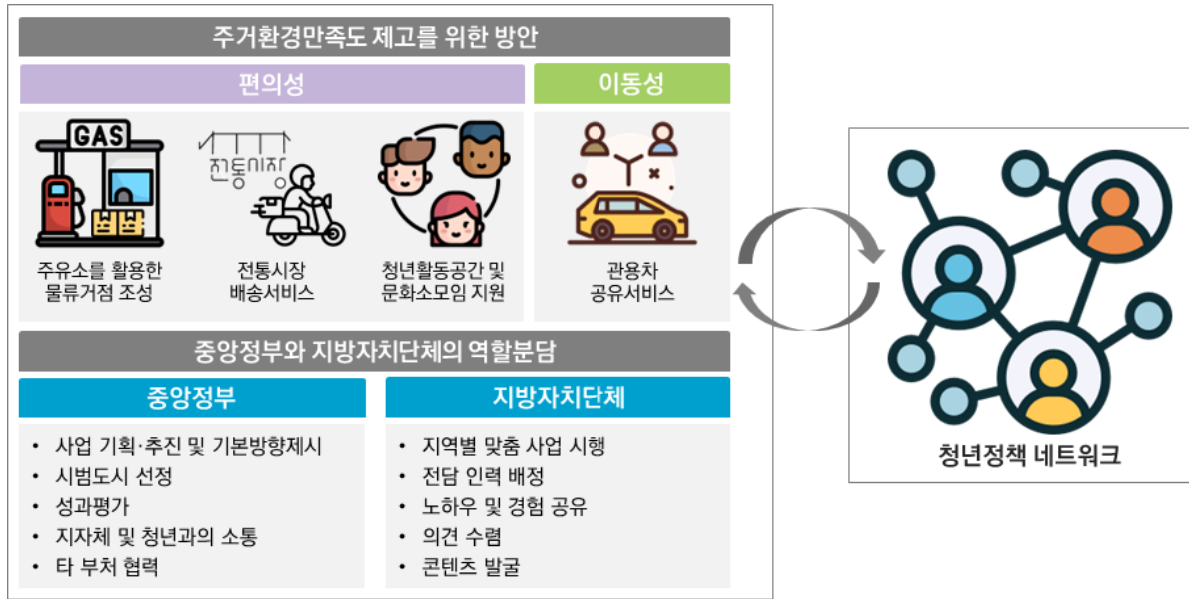 주거환경만족도 제고를 위한 방안
편의성
이동성
GAS
전통시장
주유소를 활용한
물류거점 조성
전통시장
배송서비스
청년활동공간 및
문화소모임 지원
관용차
공유서비스
중앙정부와 지방자치단체의 역할분담
중앙정부
• 사업 기획·추진 및 기본방향제시
• 시범도시 선정
• 성과평가
• 지자체 및 청년과의 소통
• 타 부처 협력
지방자치단체
• 지역별 맞춤 사업 시행
• 전담 인력 배정
• 노하우 및 경험 공유
• 의견 수렴
• 콘텐츠 발굴
청년정책 네트워크